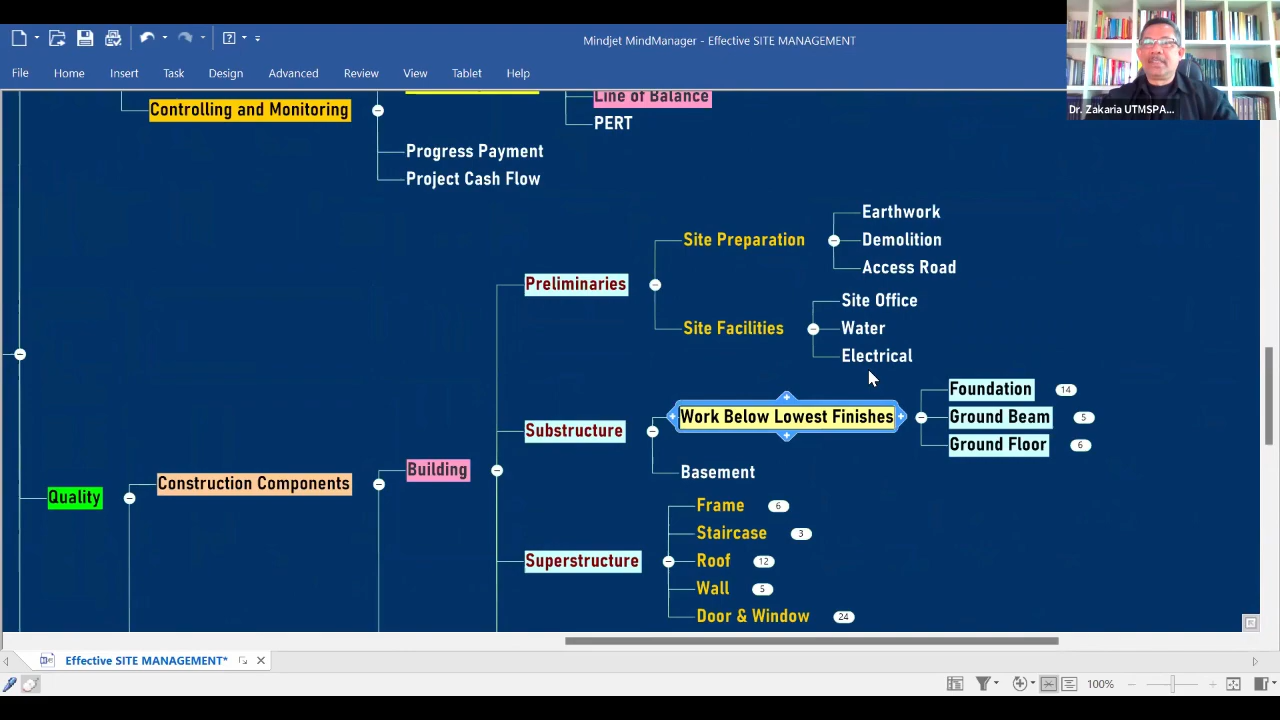 Mindjet MindManager - Effective SITE MANAGEMENT
File Home Insert Task Design Advanced Review View Tablet Help
Dr. Zakaria UTMSPA...
Line of Balance
Controlling and Monitoring
PERT
Progress Payment
Project Cash Flow
Earthwork
Site Preparation
Demolition
Access Road
Preliminaries
Site Office
Site Facilities
Water
Electrical
Foundation 14
Work Below Lowest Finishes
Ground Beam 5
Substructure
Ground Floor 6
Basement
Building
Construction Components
Quality
Frame 6
Staircase 3
Superstructure
Roof 12
Wall 5
Door & Window 24
Effective SITE MANAGEMENT*
100%